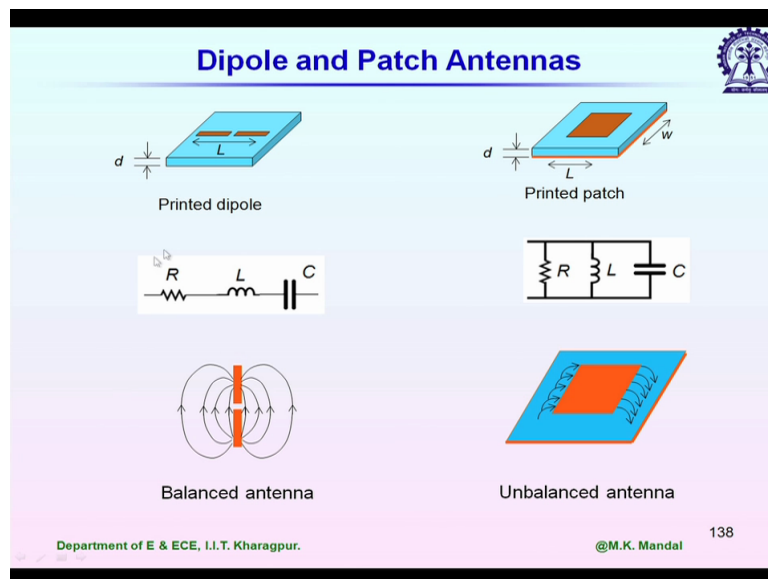 Dipole and Patch Antennas
d
L
Printed dipole
d
L
w
Printed patch
R
L
C
R
L
C
Balanced antenna
Unbalanced antenna
138
Department of E & ECE, I.I.T. Kharagpur.
@M.K. Mandal